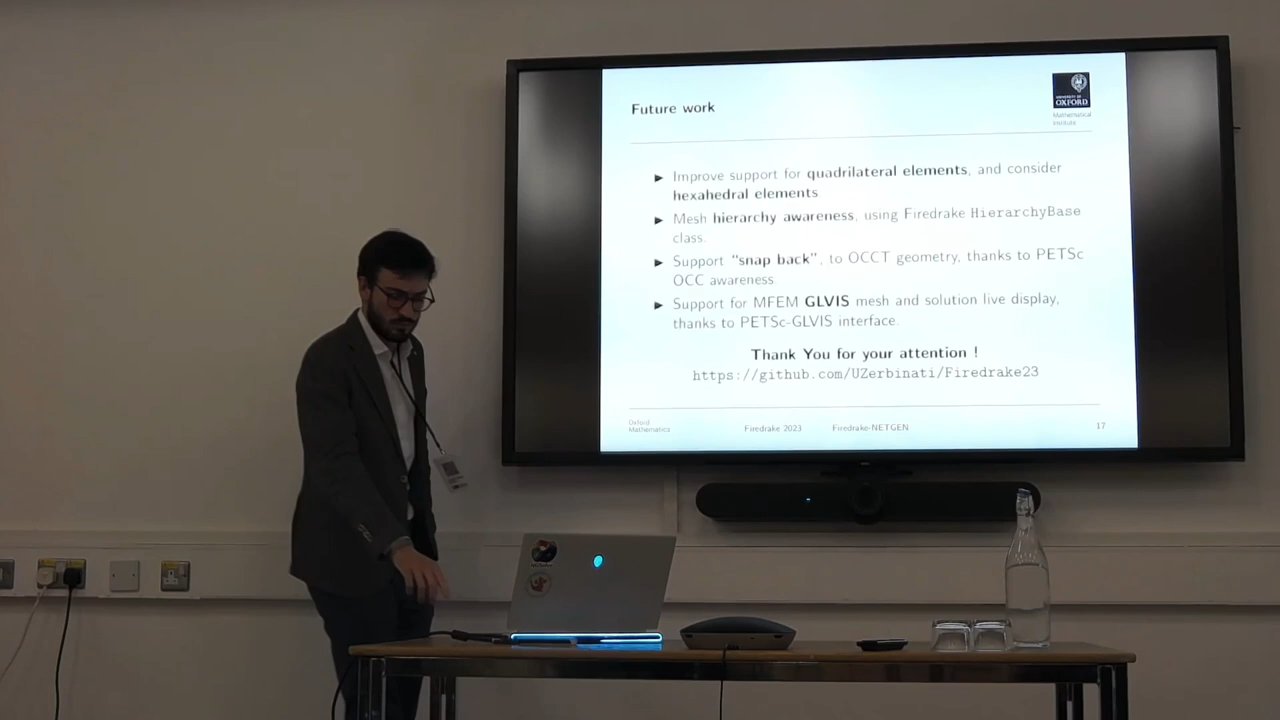 Future work
UNIVERSITY OF
OXFORD
Mathematical
Institute
► Improve support for quadrilateral elements, and consider
hexahedral elements
► Mesh hierarchy awareness, using Firedrake HierarchyBase
class.
► Support “snap back”, to OCCT geometry, thanks to PETSc
OCC awareness
► Support for MFEM GLVIS mesh and solution live display,
thanks to PETSc-GLVIS interface.
Thank You for your attention !
https://github.com/UZerbinati/Firedrake23
Oxford
Mathematics
Firedrake 2023
Firedrake-NETGEN
17